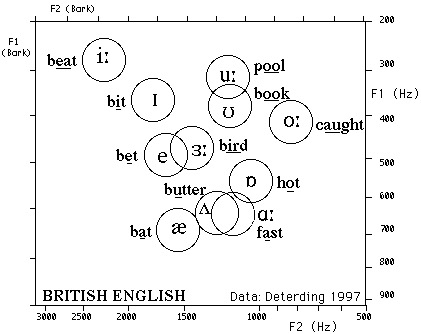 F2 (Bark)
F1
(Bark)
200
beat
iː
uː
pool
300
F1 (Hz)
bit
ɪ
book
ʊ
oː
caught
400
bet
e
ɜː
bird
500
butter
ɒ
hot
600
ʌ
ɑː
fast
bat
æ
700
800
BRITISH ENGLISH
Data: Deterding 1997
900
3000
2500
2000
1500
1000
500
F2 (Hz)